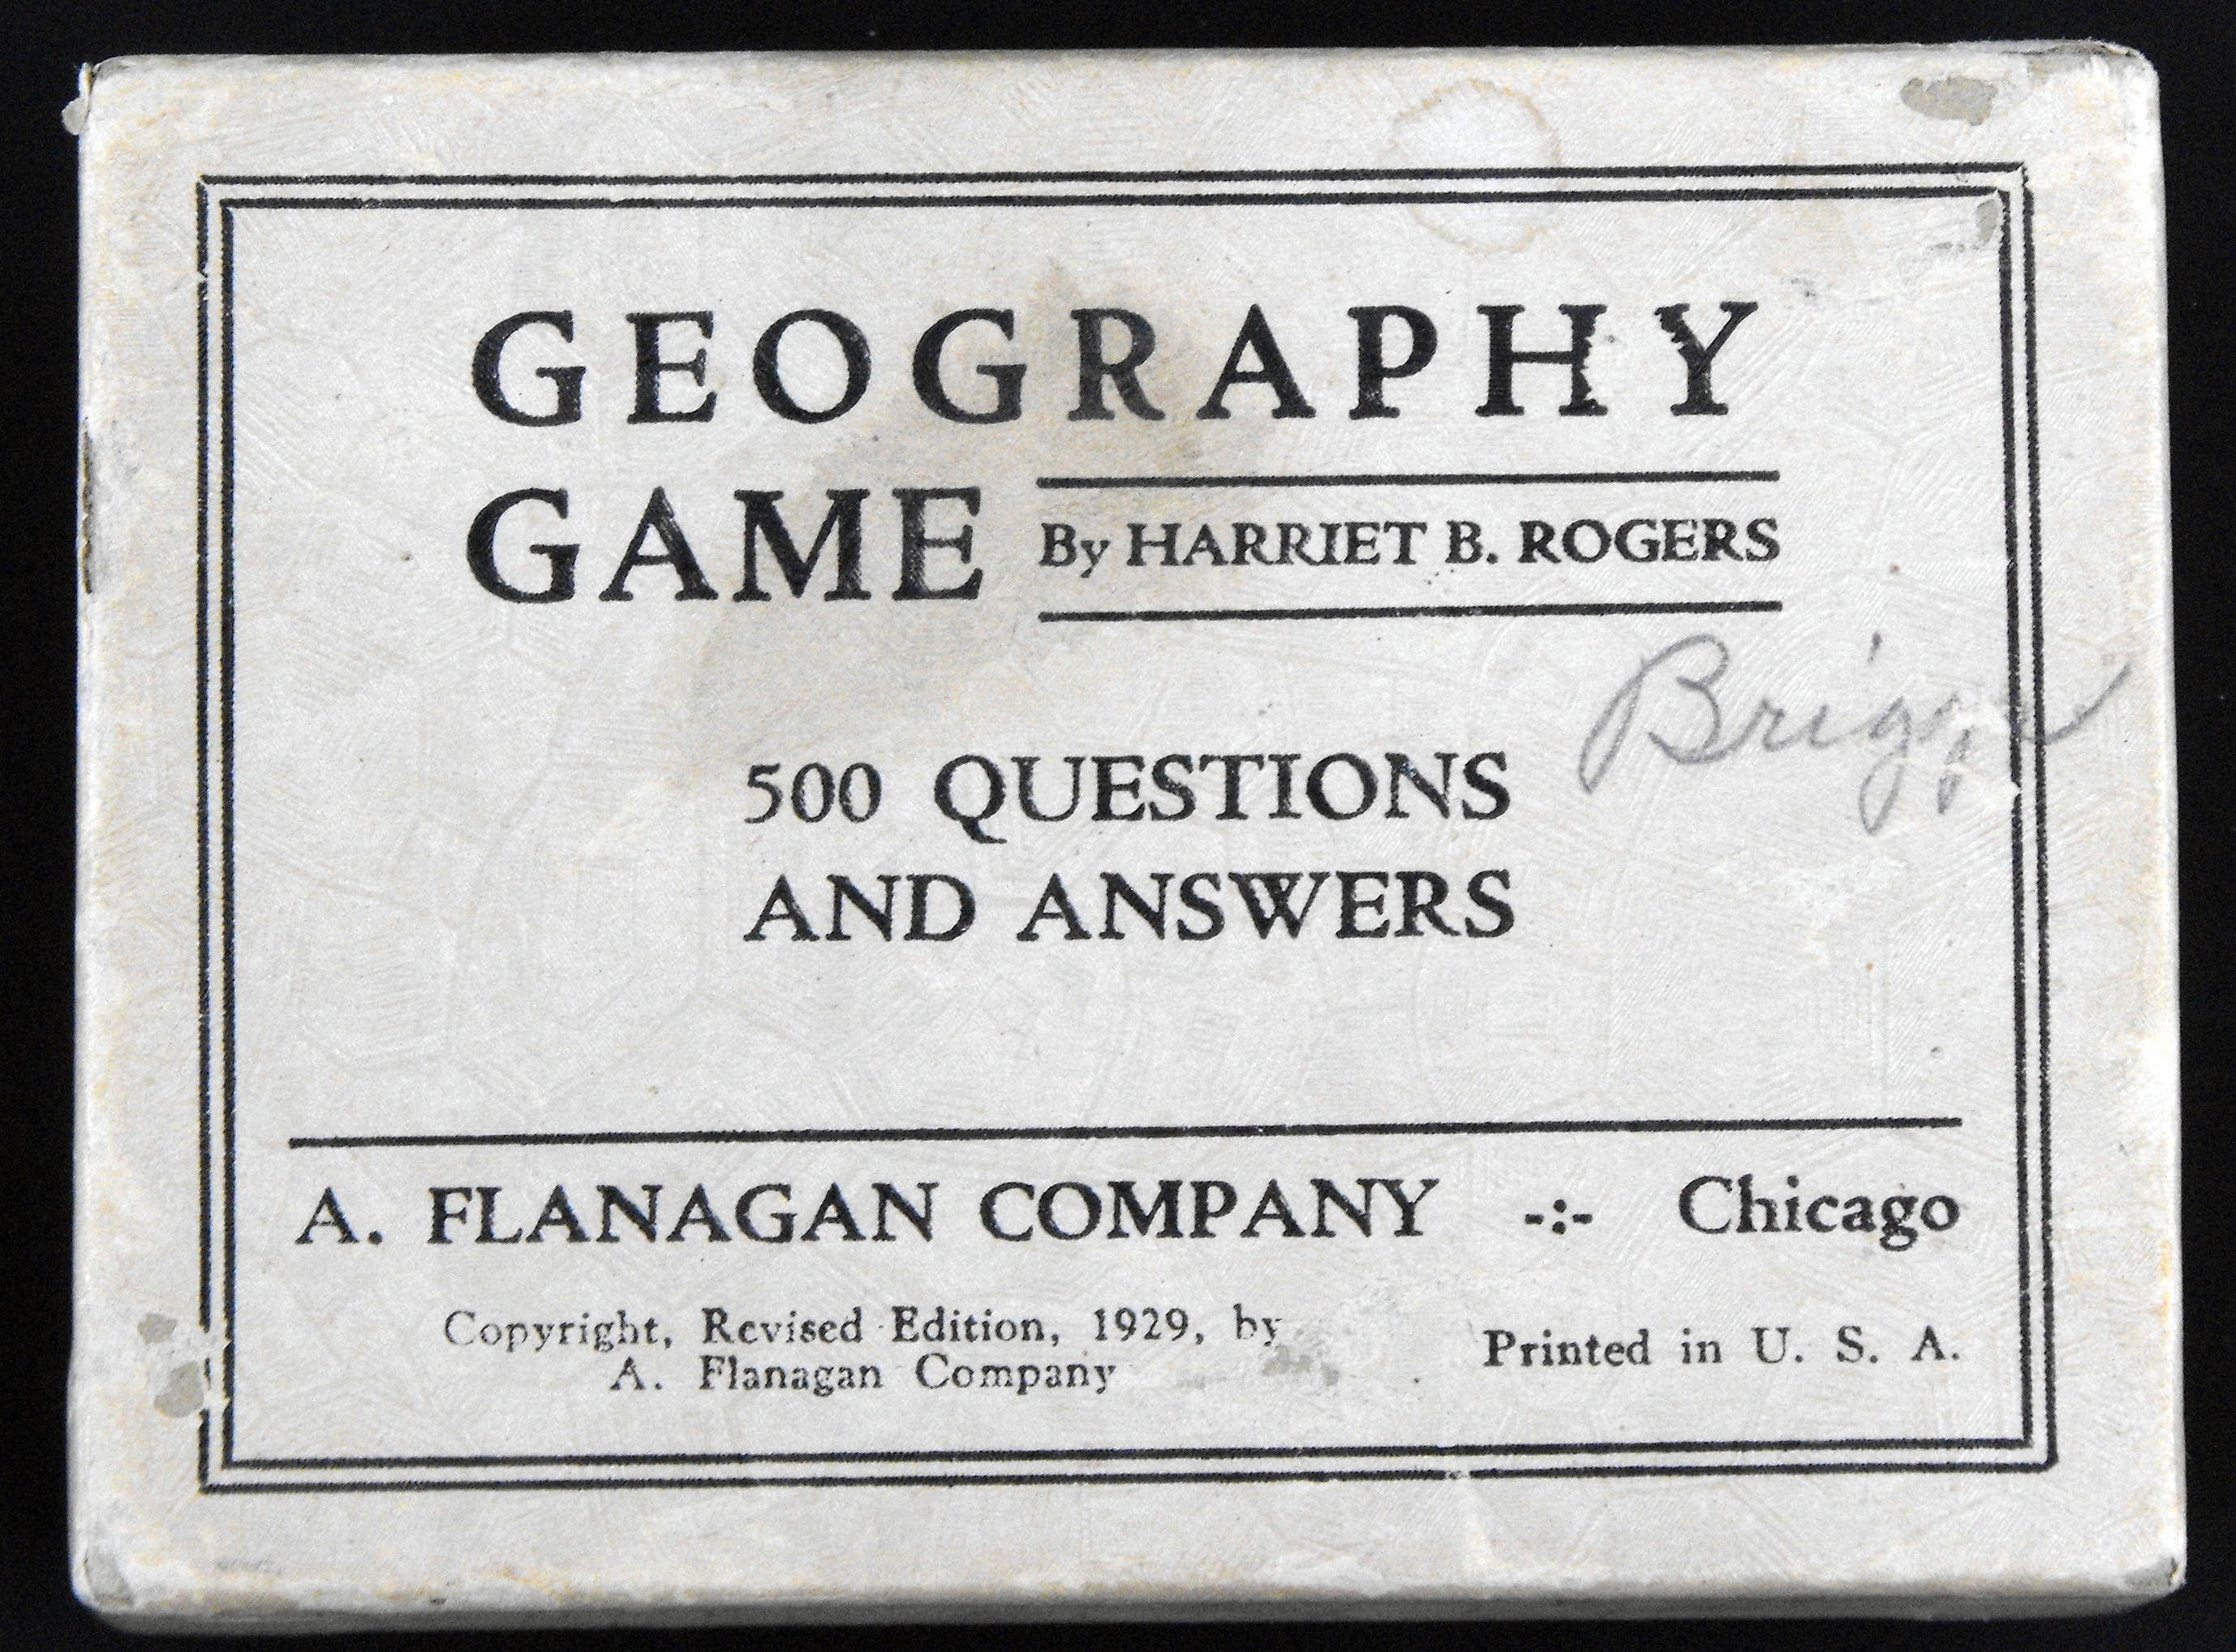 GEOGRAPHY
GAME By HARRIET B. ROGERS
Briggs
500 QUESTIONS
AND ANSWERS
A. FLANAGAN COMPANY -:- Chicago
Copyright, Revised Edition, 1929, by
A. Flanagan Company
Printed in U. S. A.